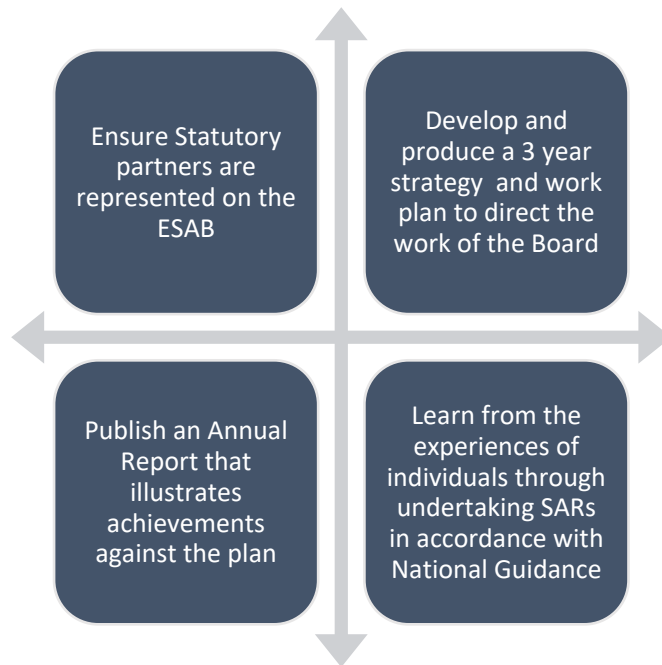 Ensure Statutory
partners are
represented on the
ESAB
Develop and
produce a 3 year
strategy  and work
plan to direct the
work of the Board
Publish an Annual
Report that
illustrates
achievements
against the plan
Learn from the
experiences of
individuals through
undertaking SARs
in accordance with
National Guidance